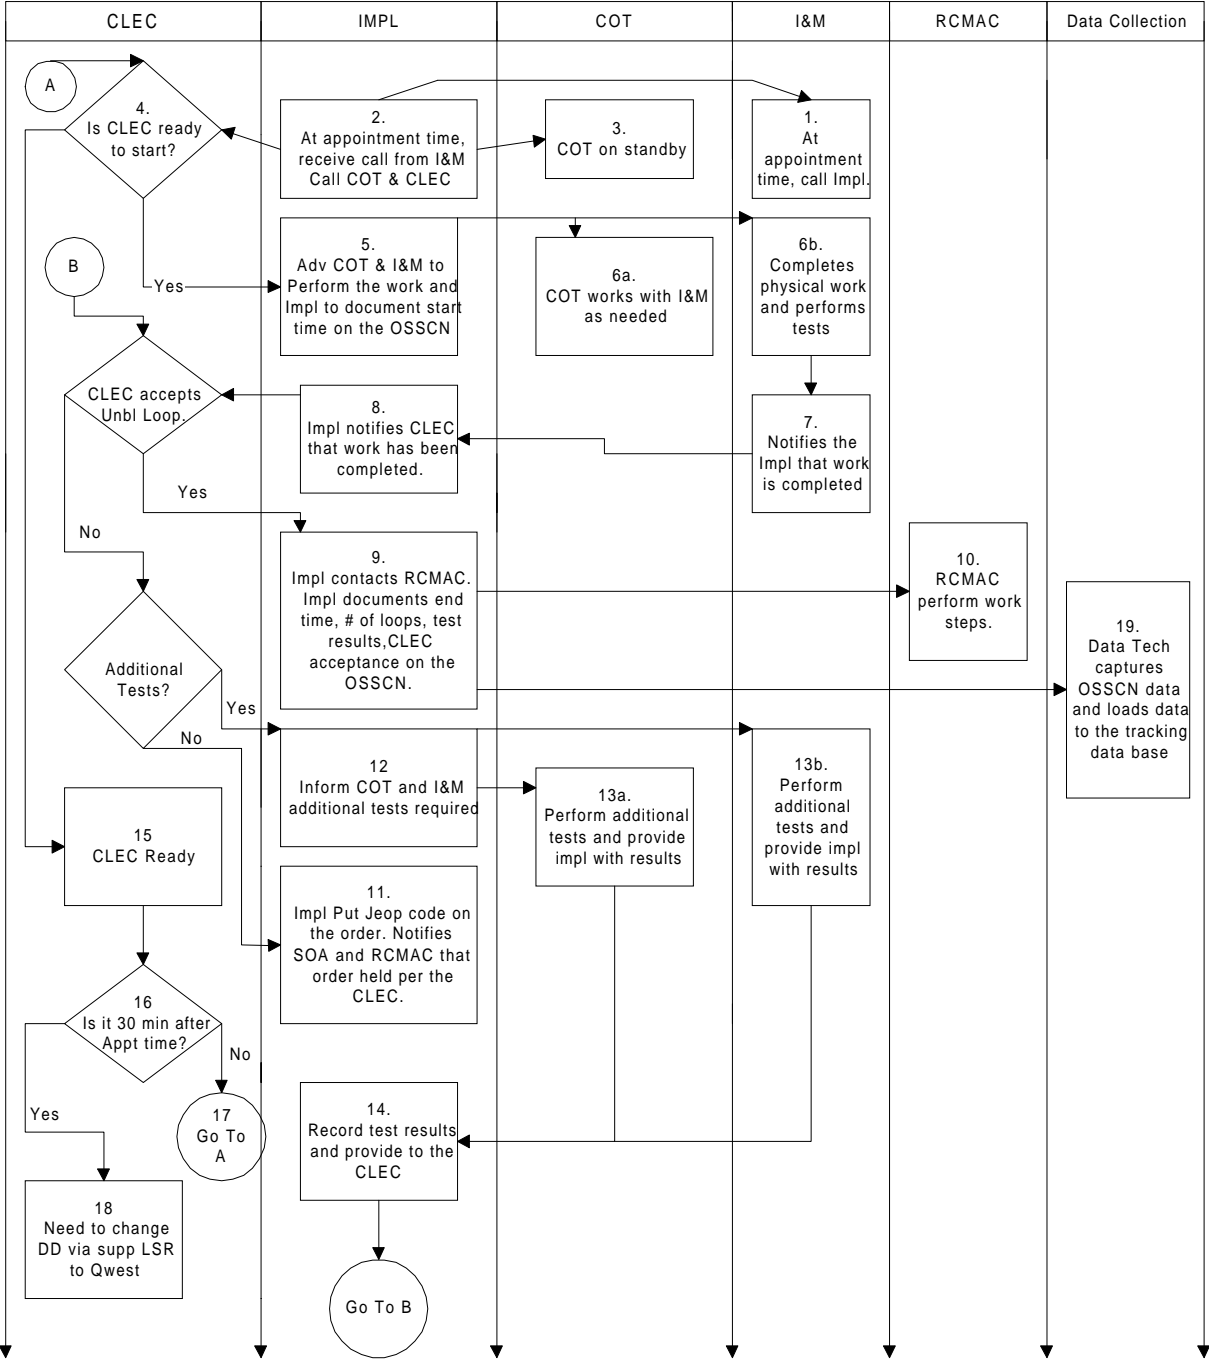 CLEC
IMPL
COT
I&M
RCMAC
Data Collection
A
4.
Is CLEC ready
to start?
2.
At appointment time,
receive call from I&M
Call COT & CLEC
3.
COT on standby
1.
At
appointment
time, call Impl.
B
Yes
5.
Adv COT & I&M to
Perform the work and
Impl to document start
time on the OSSCN
6a.
COT works with I&M
as needed
6b.
Completes
physical work
and performs
tests
CLEC accepts
Unbl Loop.
8.
Impl notifies CLEC
that work has been
completed.
7.
Notifies the
Impl that work
is completed
Yes
No
9.
Impl contacts RCMAC.
Impl documents end
time, # of loops, test
results,CLEC
acceptance on the
OSSCN.
10.
RCMAC
perform work
steps.
19.
Data Tech
captures
OSSCN data
and loads data
to the tracking
data base
Additional
Tests?
Yes
No
12
Inform COT and I&M
additional tests required
13a.
Perform additional
tests and provide
impl with results
13b.
Perform
additional
tests and
provide impl
with results
15
CLEC Ready
11.
Impl Put Jeop code on
the order. Notifies
SOA and RCMAC that
order held per the
CLEC.
16
Is it 30 min after
Appt time?
No
Yes
17
Go To
A
14.
Record test results
and provide to the
CLEC
18
Need to change
DD via supp LSR
to Qwest
Go To B